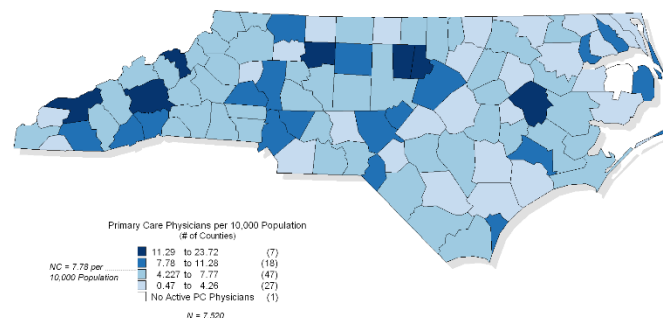 Primary Care Physicians per 10,000 Population
(# of Counties)
11.29 to 23.72 (7)
7.78 to 11.28 (18)
4.227 to 7.77 (47)
0.47 to 4.26 (27)
No Active PC Physicians (1)
NC = 7.78 per
10,000 Population
N = 7,520